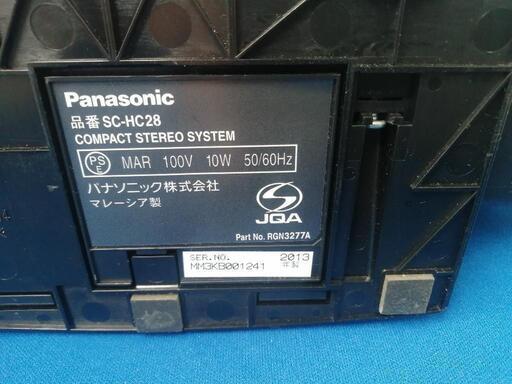 Panasonic
品番 SC-HC28
COMPACT STEREO SYSTEM
PS E MAR 100V 10W 50/60Hz
パナソニック株式会社
マレーシア製
JQA
Part No. RGN3277A
SER.NO. 2013
MM3KB001241 年製